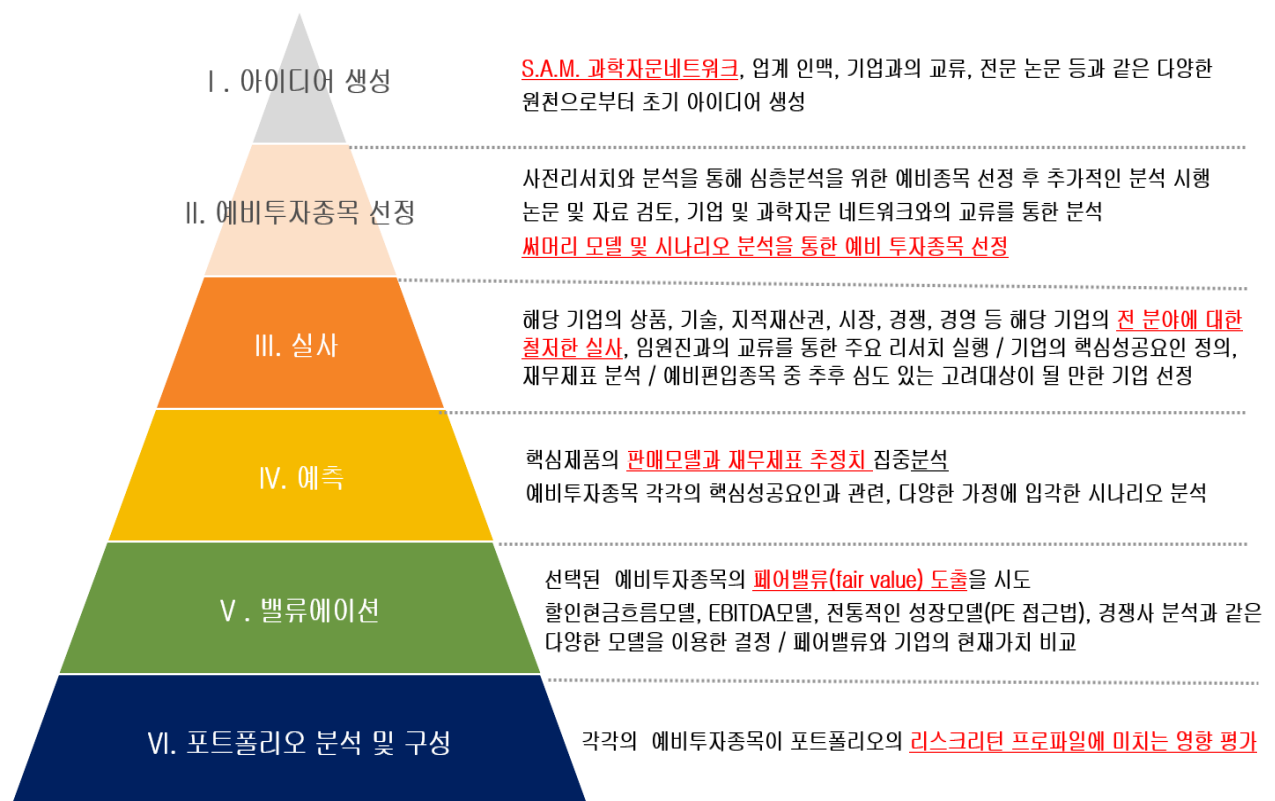 Ⅰ. 아이디어 생성
S.A.M. 과학자문네트워크, 업계 인맥, 기업과의 교류, 전문 논문 등과 같은 다양한
원천으로부터 초기 아이디어 생성
II. 예비투자종목 선정
사전리서치와 분석을 통해 심층분석을 위한 예비종목 선정 후 추가적인 분석 시행
논문 및 자료 검토, 기업 및 과학자문 네트워크와의 교류를 통한 분석
써머리 모델 및 시나리오 분석을 통한 예비 투자종목 선정
III. 실사
해당 기업의 상품, 기술, 지적재산권, 시장, 경쟁, 경영 등 해당 기업의 전 분야에 대한
철저한 실사, 임원진과의 교류를 통한 주요 리서치 실행 / 기업의 핵심성공요인 정의,
재무제표 분석 / 예비편입종목 중 추후 심도 있는 고려대상이 될 만한 기업 선정
IV. 예측
핵심제품의 판매모델과 재무제표 추정치 집중분석
예비투자종목 각각의 핵심성공요인과 관련, 다양한 가정에 입각한 시나리오 분석
V . 밸류에이션
선택된 예비투자종목의 페어밸류(fair value) 도출을 시도
할인현금흐름모델, EBITDA모델, 전통적인 성장모델(PE 접근법), 경쟁사 분석과 같은
다양한 모델을 이용한 결정 / 페어밸류와 기업의 현재가치 비교
VI. 포트폴리오 분석 및 구성
각각의 예비투자종목이 포트폴리오의 리스크리턴 프로파일에 미치는 영향 평가